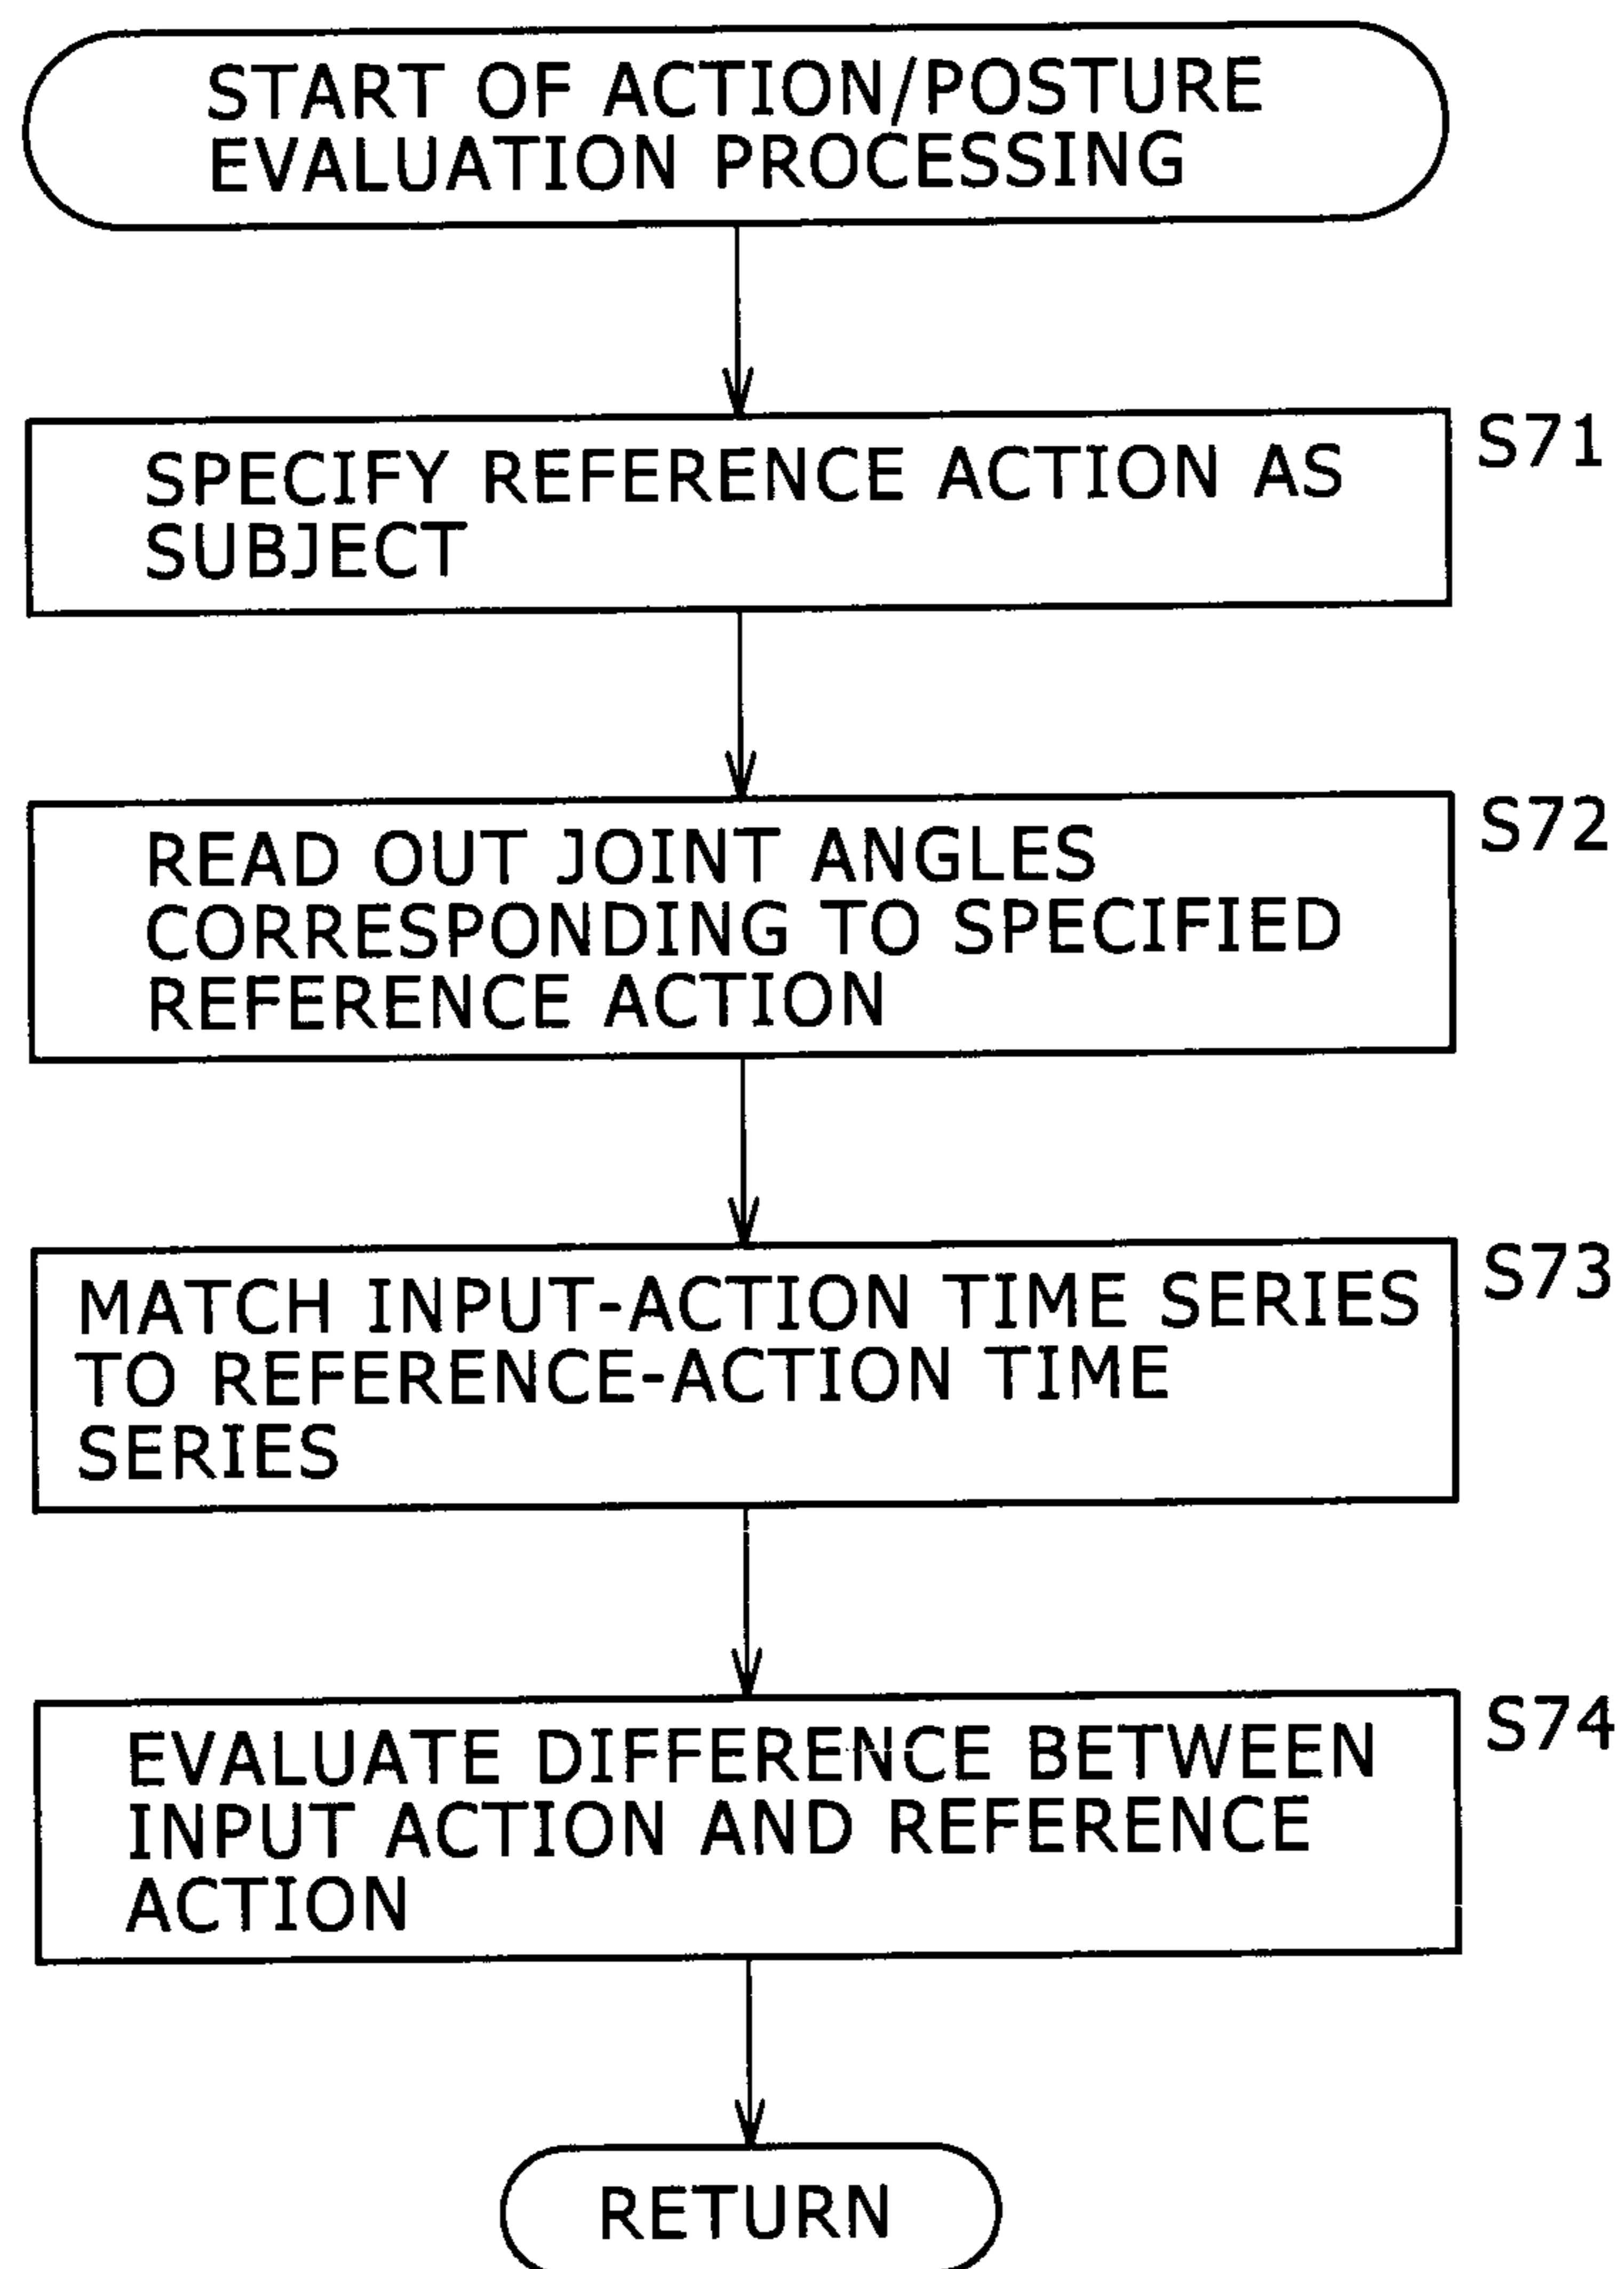 START OF ACTION/POSTURE
EVALUATION PROCESSING
S71
SPECIFY REFERENCE ACTION AS
SUBJECT
S72
READ OUT JOINT ANGLES
CORRESPONDING TO SPECIFIED
REFERENCE ACTION
S73
MATCH INPUT-ACTION TIME SERIES
TO REFERENCE-ACTION TIME
SERIES
S74
EVALUATE DIFFERENCE BETWEEN
INPUT ACTION AND REFERENCE
ACTION
RETURN